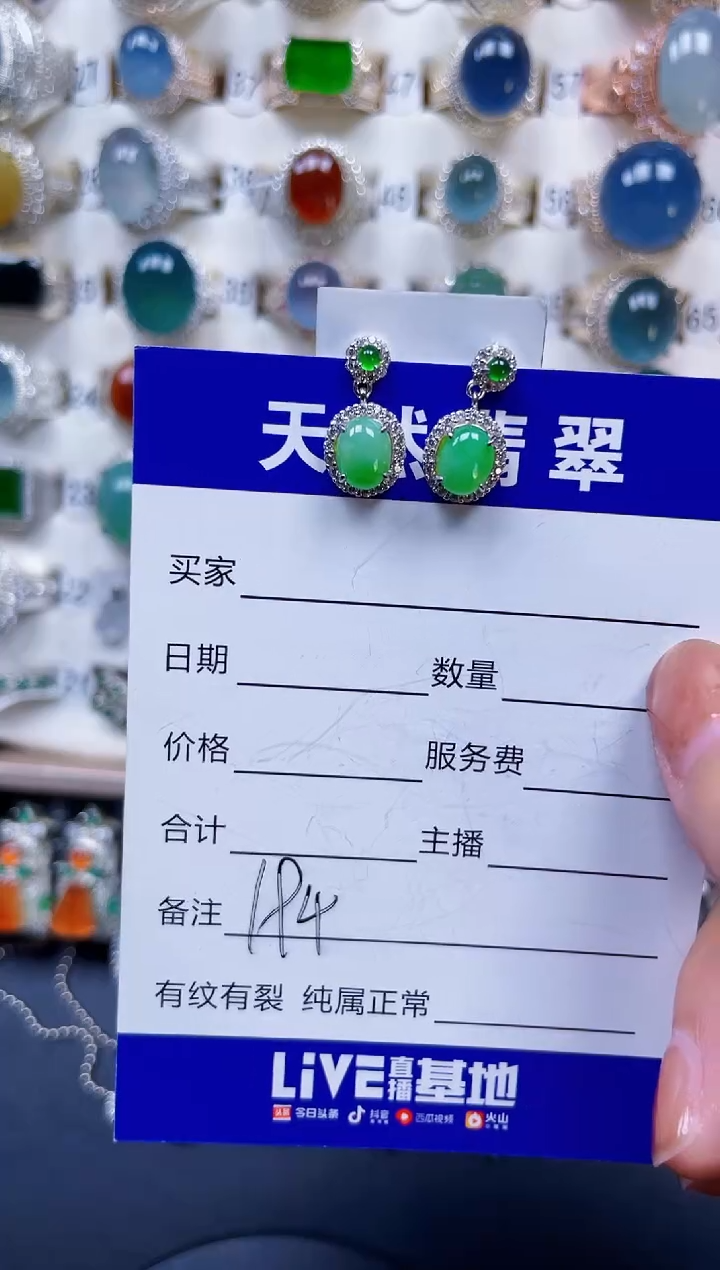 天然翡翠
买家
日期 数量
价格 服务费
合计 主播
备注 184
有纹有裂 纯属正常
LiVE直播基地
头条 今日头条 抖音 西瓜视频 火山